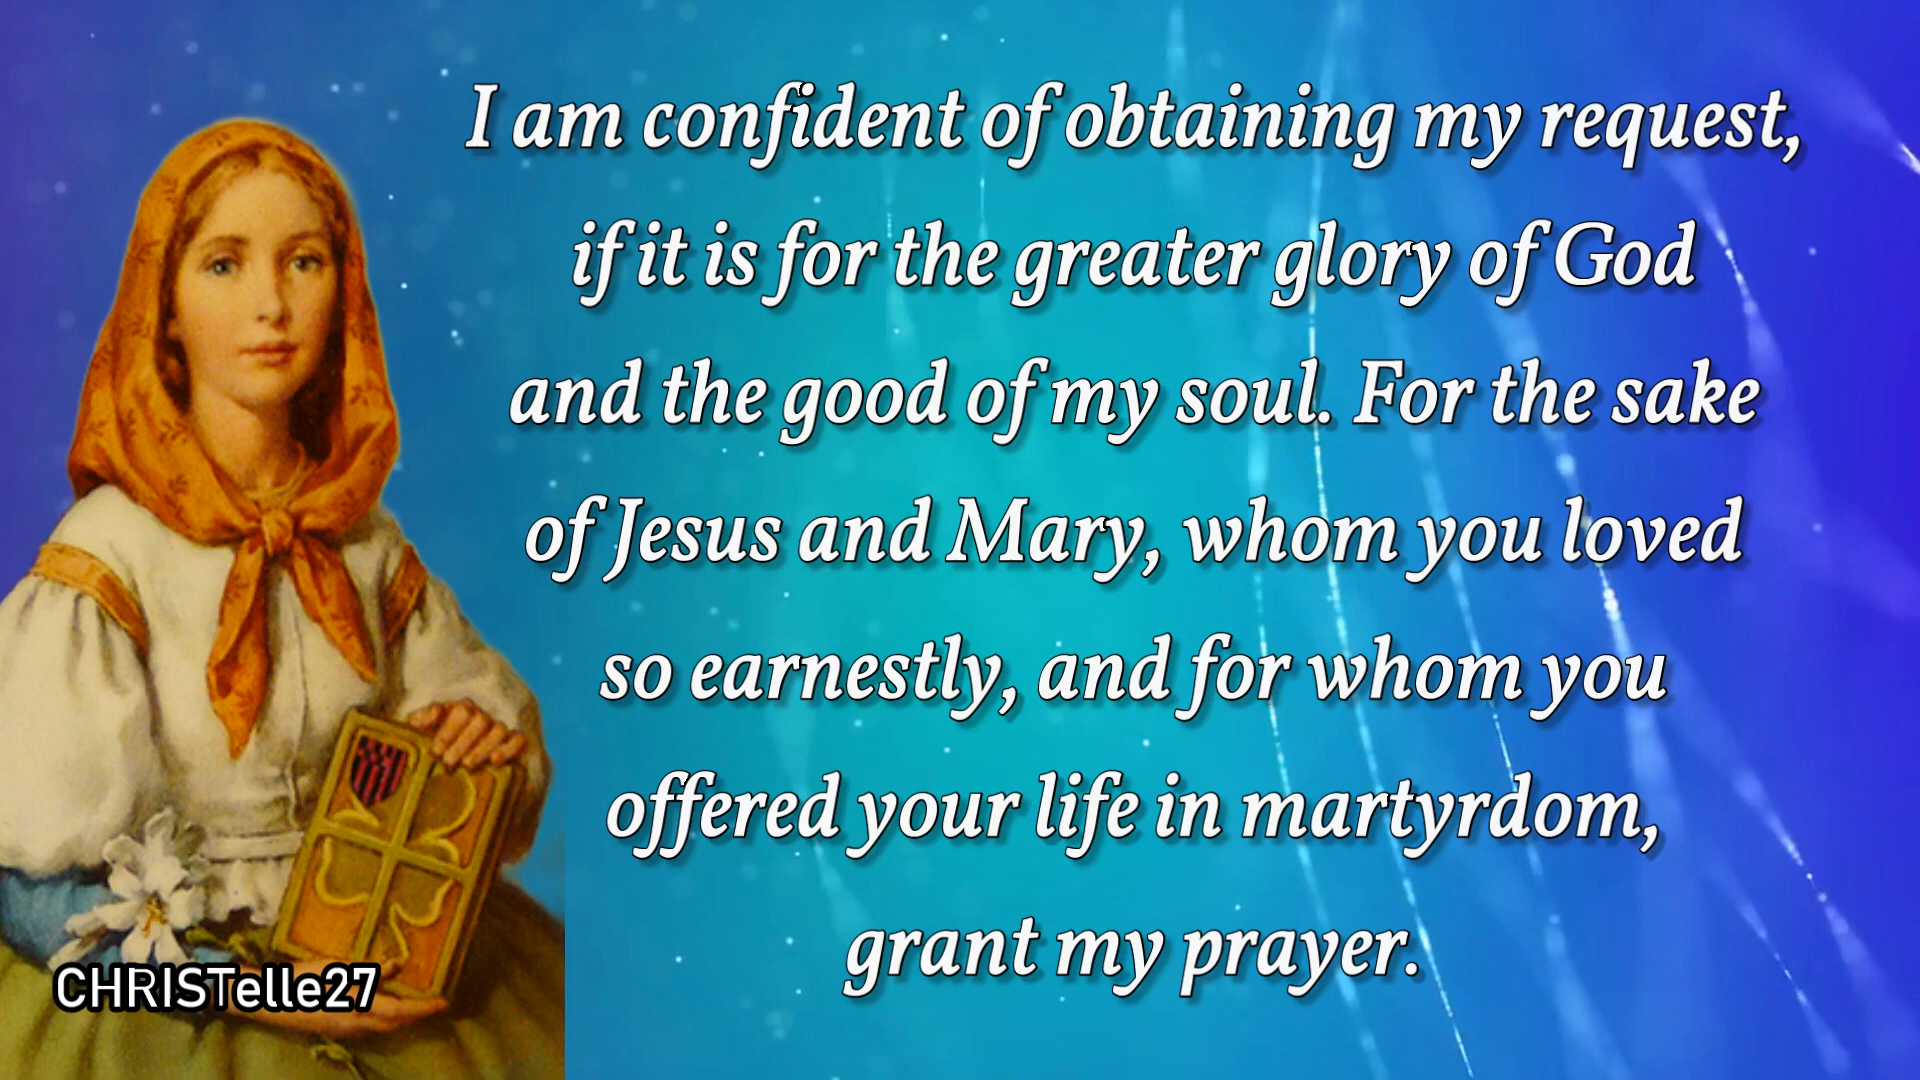 I am confident of obtaining my request,
if it is for the greater glory of God
and the good of my soul. For the sake
of Jesus and Mary, whom you loved
so earnestly, and for whom you
offered your life in martyrdom,
grant my prayer.
CHRISTelle27